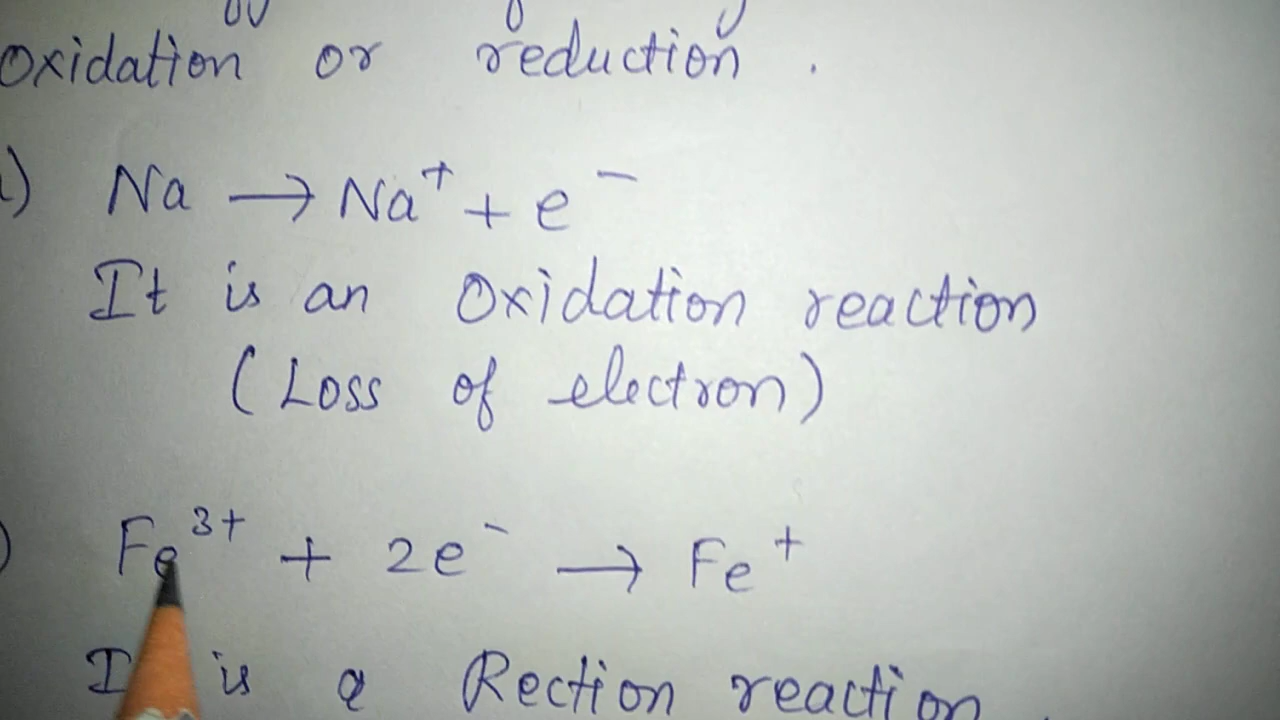 oxidation or reduction .
) Na → Na⁺ + e⁻
It is an Oxidation reaction
( Loss of electron )
) Fe³⁺ + 2e⁻ → Fe⁺
is a Rection reaction .